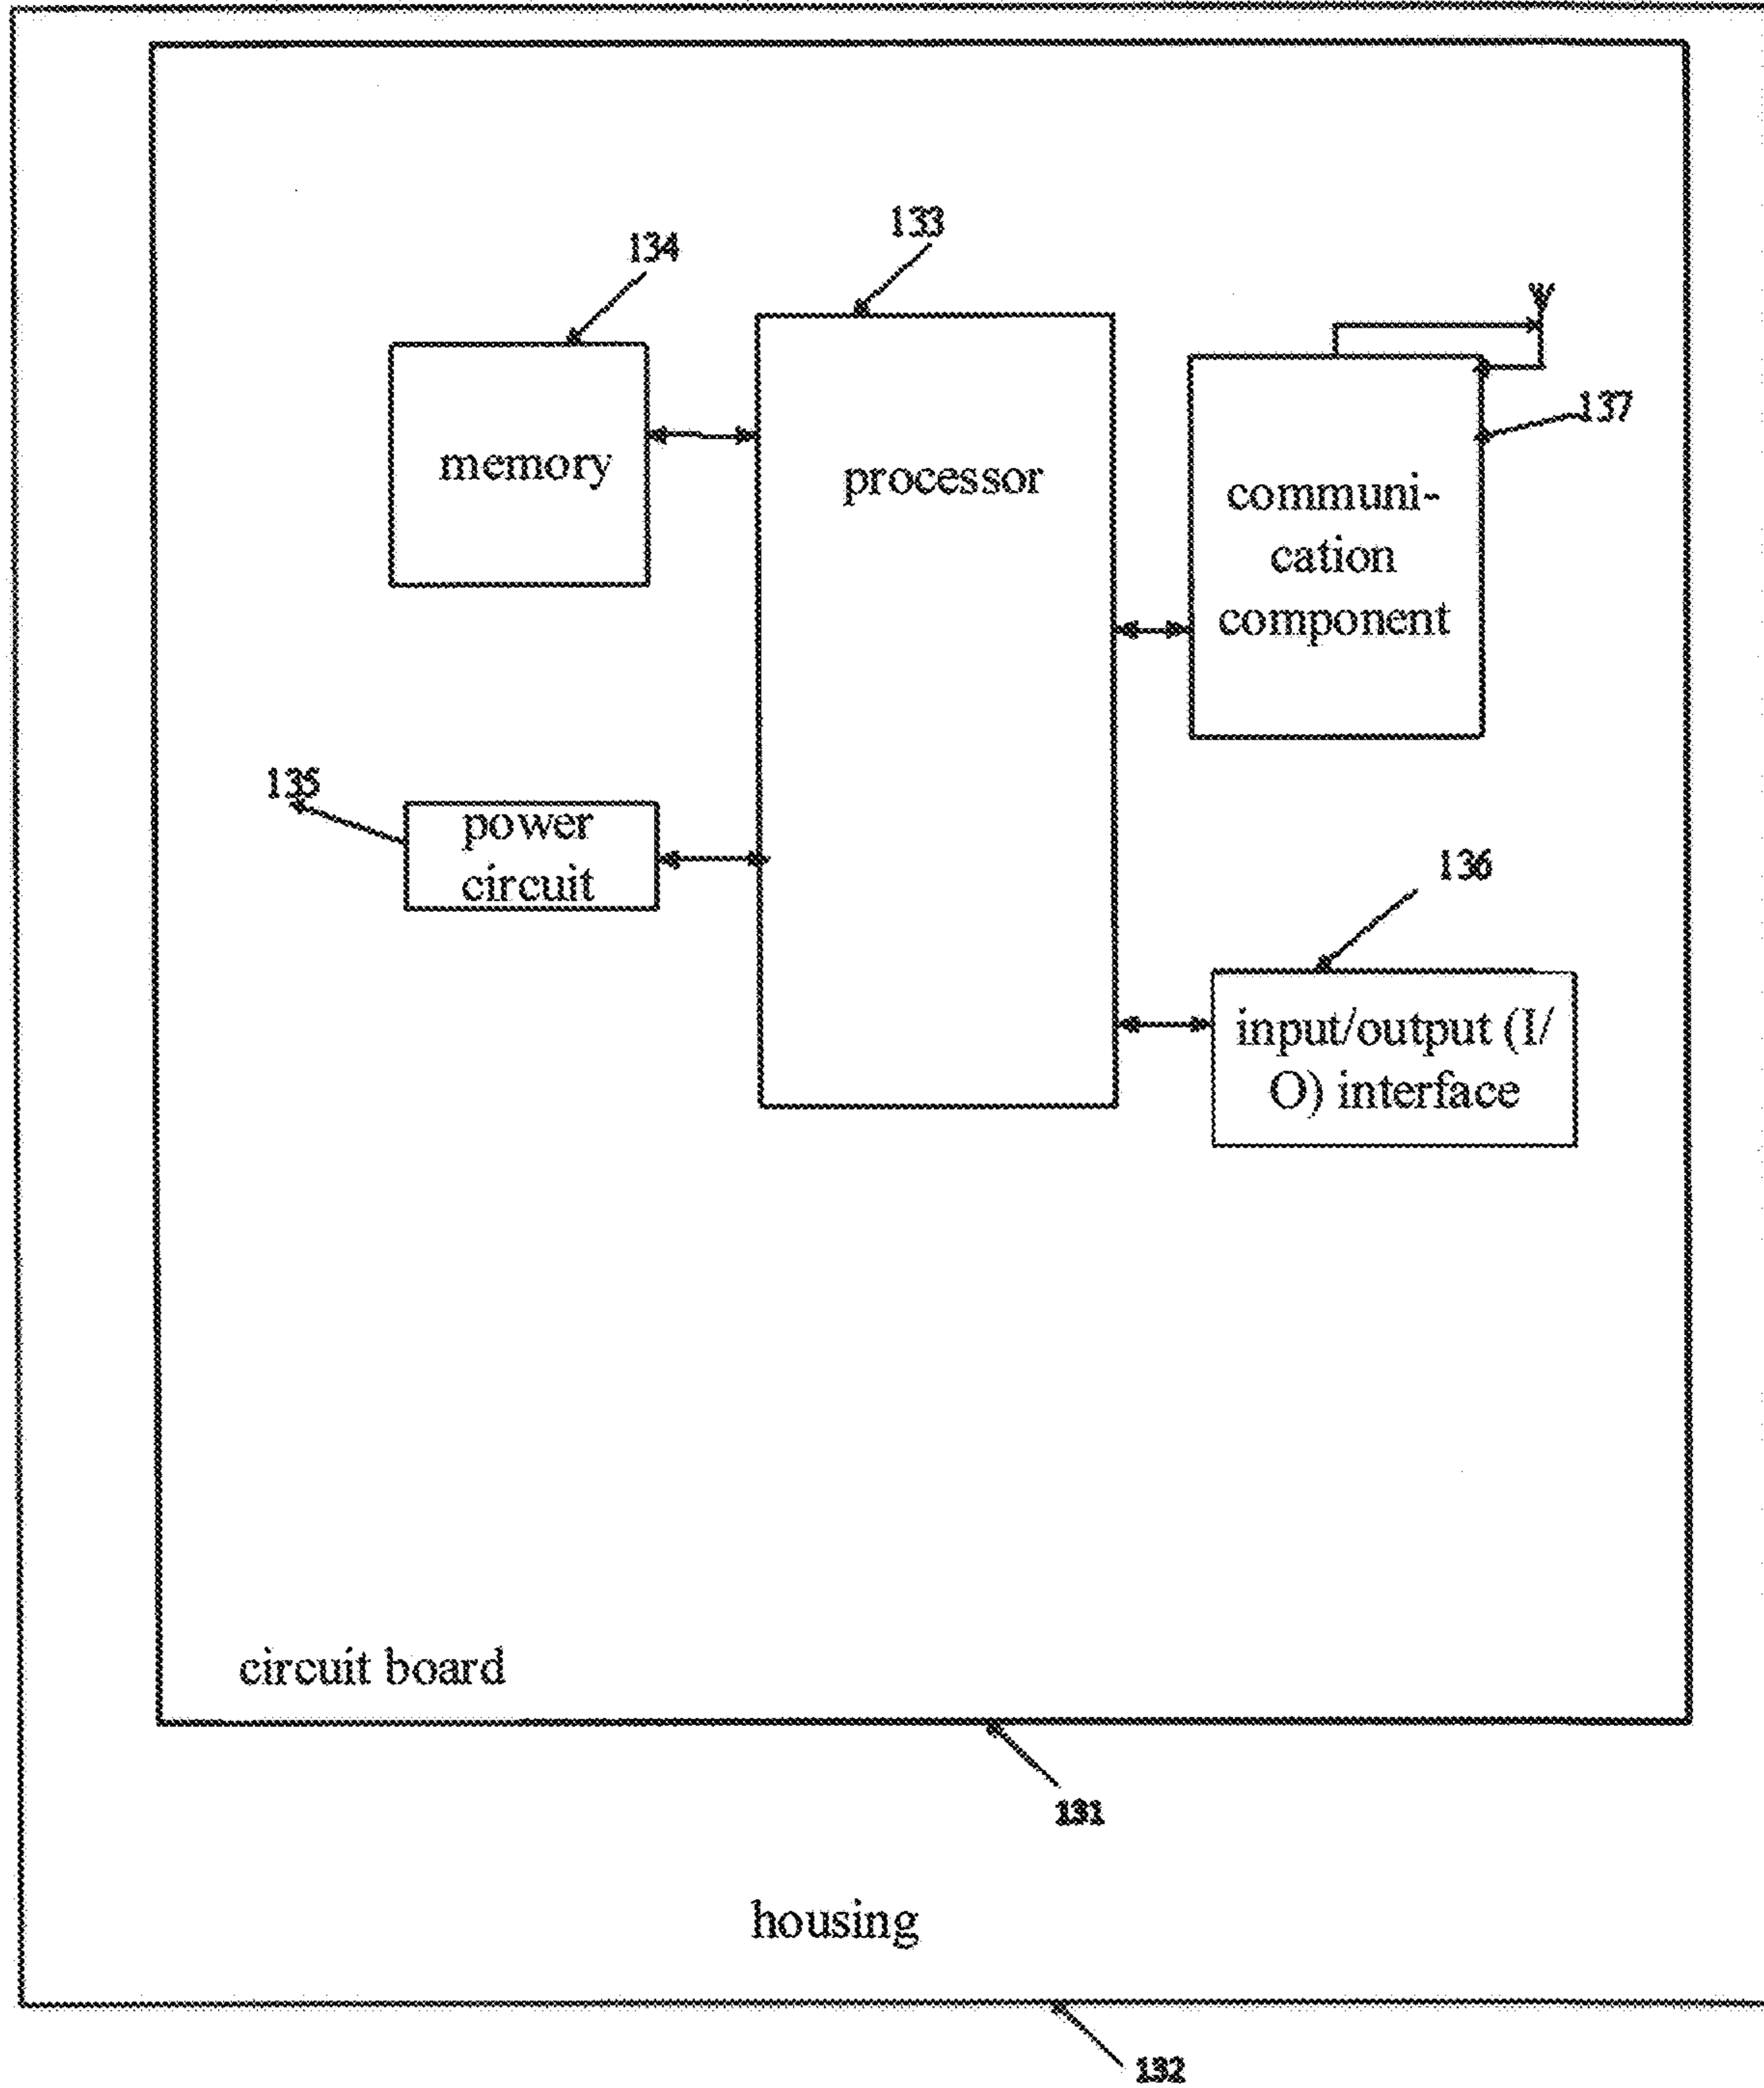 133
134
memory
processor
137
communi-
cation
component
135
power
circuit
136
input/output (I/
O) interface
circuit board
131
housing
132